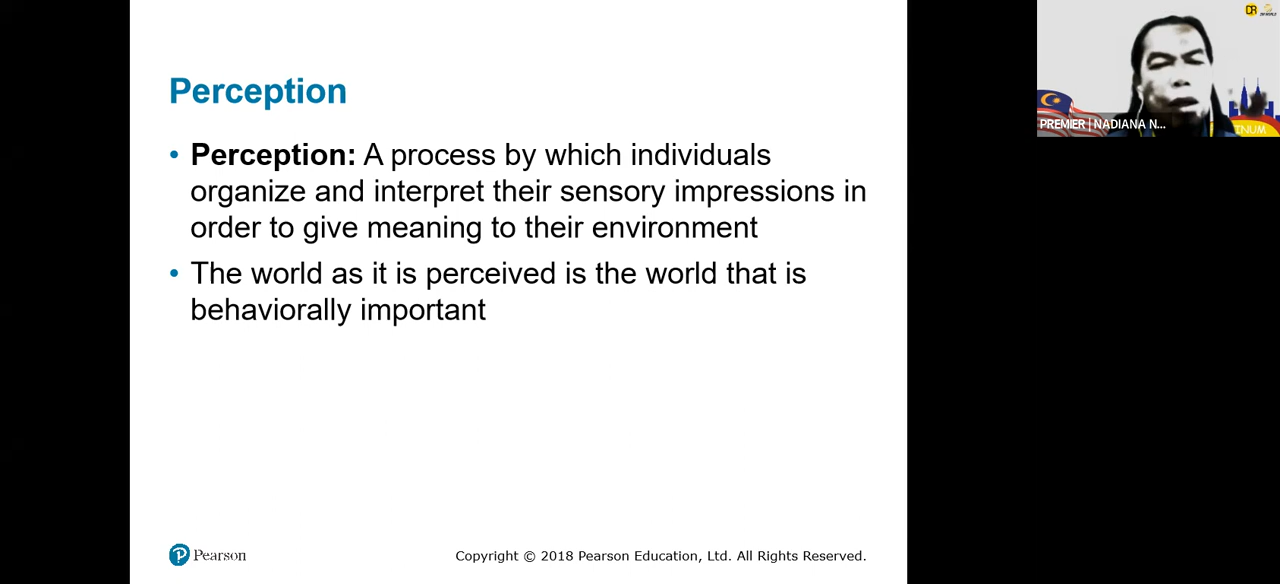 Perception
• Perception: A process by which individuals
organize and interpret their sensory impressions in
order to give meaning to their environment
• The world as it is perceived is the world that is
behaviorally important
Pearson
Copyright © 2018 Pearson Education, Ltd. All Rights Reserved.
DR
PREMIER | NADIANA N...
INUM